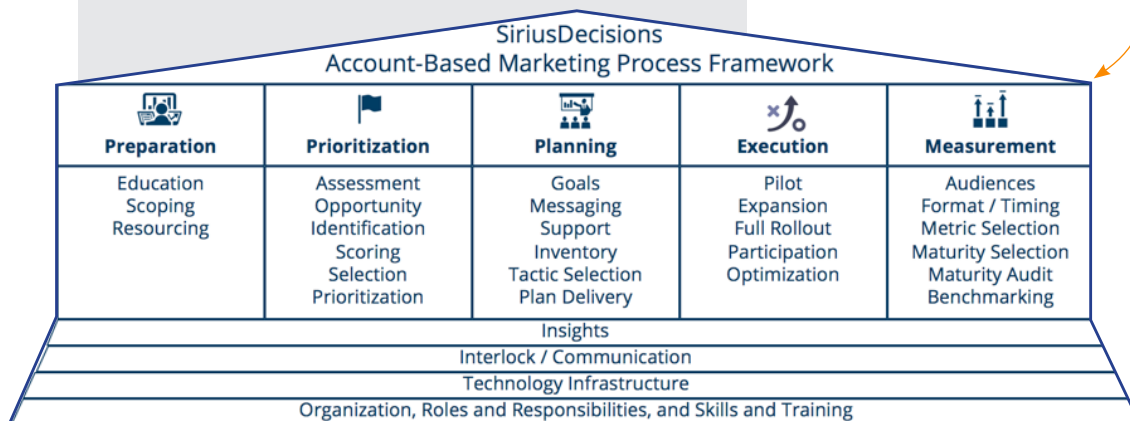 SiriusDecisions
Account-Based Marketing Process Framework
Preparation
Education
Scoping
Resourcing
Prioritization
Assessment
Opportunity
Identification
Scoring
Selection
Prioritization
Planning
Goals
Messaging
Support
Inventory
Tactic Selection
Plan Delivery
Execution
Pilot
Expansion
Full Rollout
Participation
Optimization
Measurement
Audiences
Format / Timing
Metric Selection
Maturity Selection
Maturity Audit
Benchmarking
Insights
Interlock / Communication
Technology Infrastructure
Organization, Roles and Responsibilities, and Skills and Training